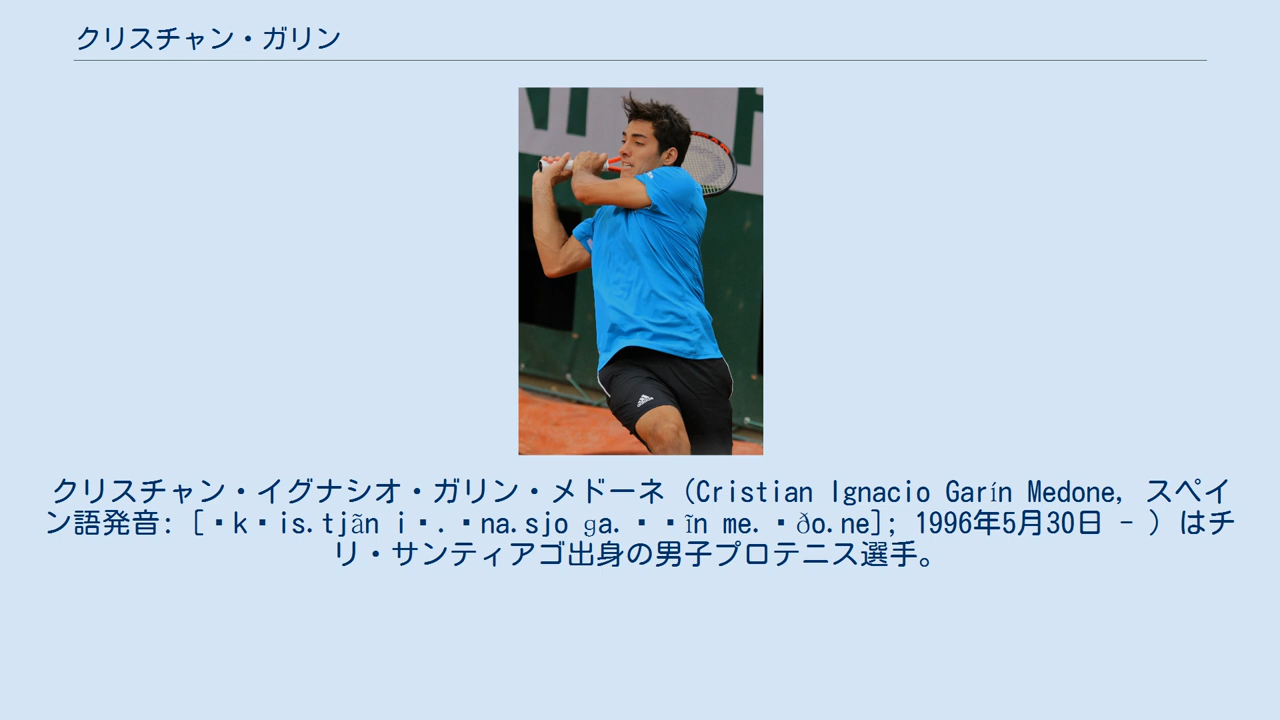 クリスチャン・ガリン
クリスチャン・イグナシオ・ガリン・メドーネ（Cristian Ignacio Garín Medone, スペイ
ン語発音: [▪k▪is.tjãn i▪.▪na.sjo ɡa.▪▪ĩn me.▪ðo.ne]; 1996年5月30日 - ）はチ
リ・サンティアゴ出身の男子プロテニス選手。